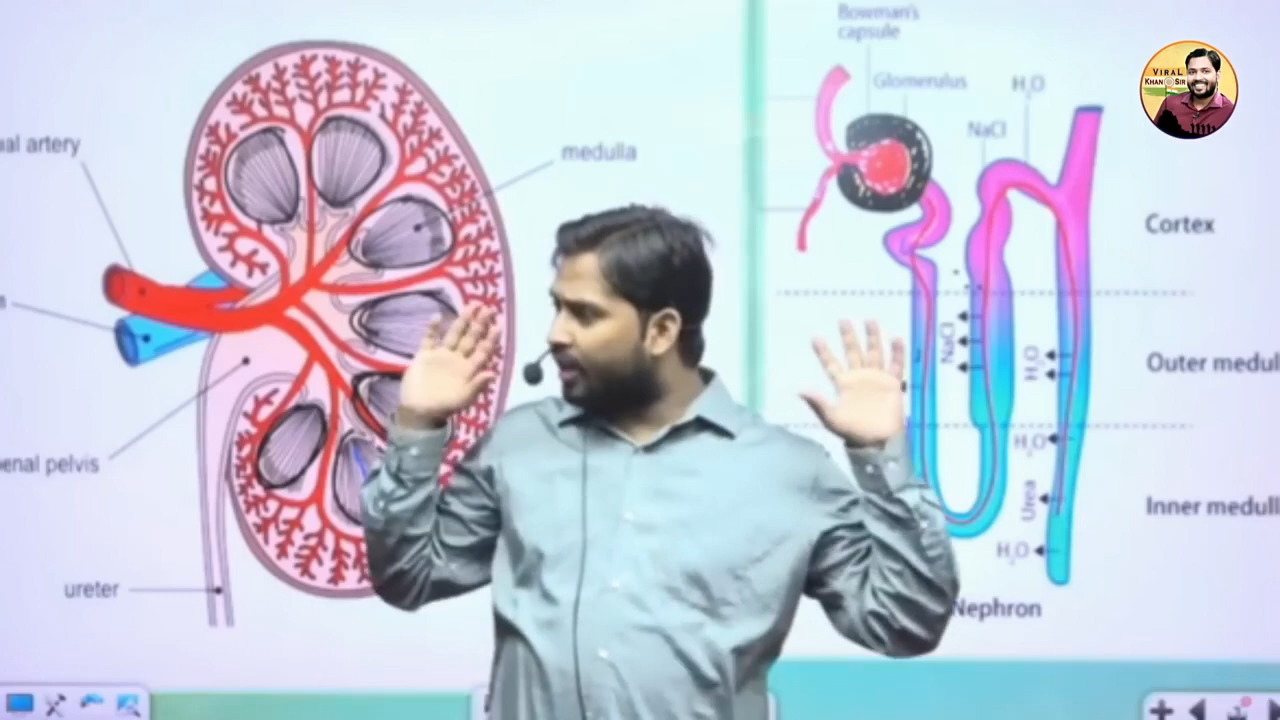 Bowman's
capsule
Glomerulus
H₂O
NaCl
al artery
medulla
Cortex
NaCl
H₂O
Outer medul
H₂O
enal pelvis
Urea
Inner medull
H₂O
ureter
Nephron
VIRAL
KHAN SIR